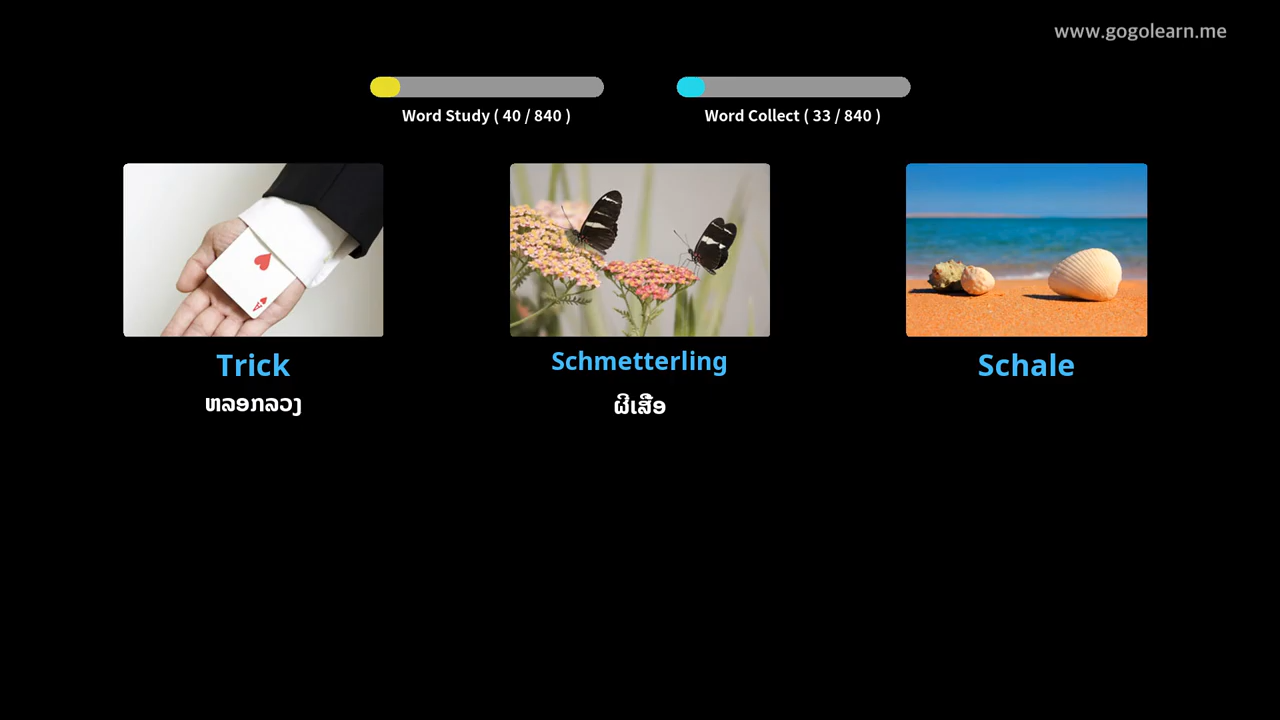 www.gogolearn.me
Word Study ( 40 / 840 )
Word Collect ( 33 / 840 )
Trick
Schmetterling
Schale
ຫລອກລວງ
ຜີເສື້ອ